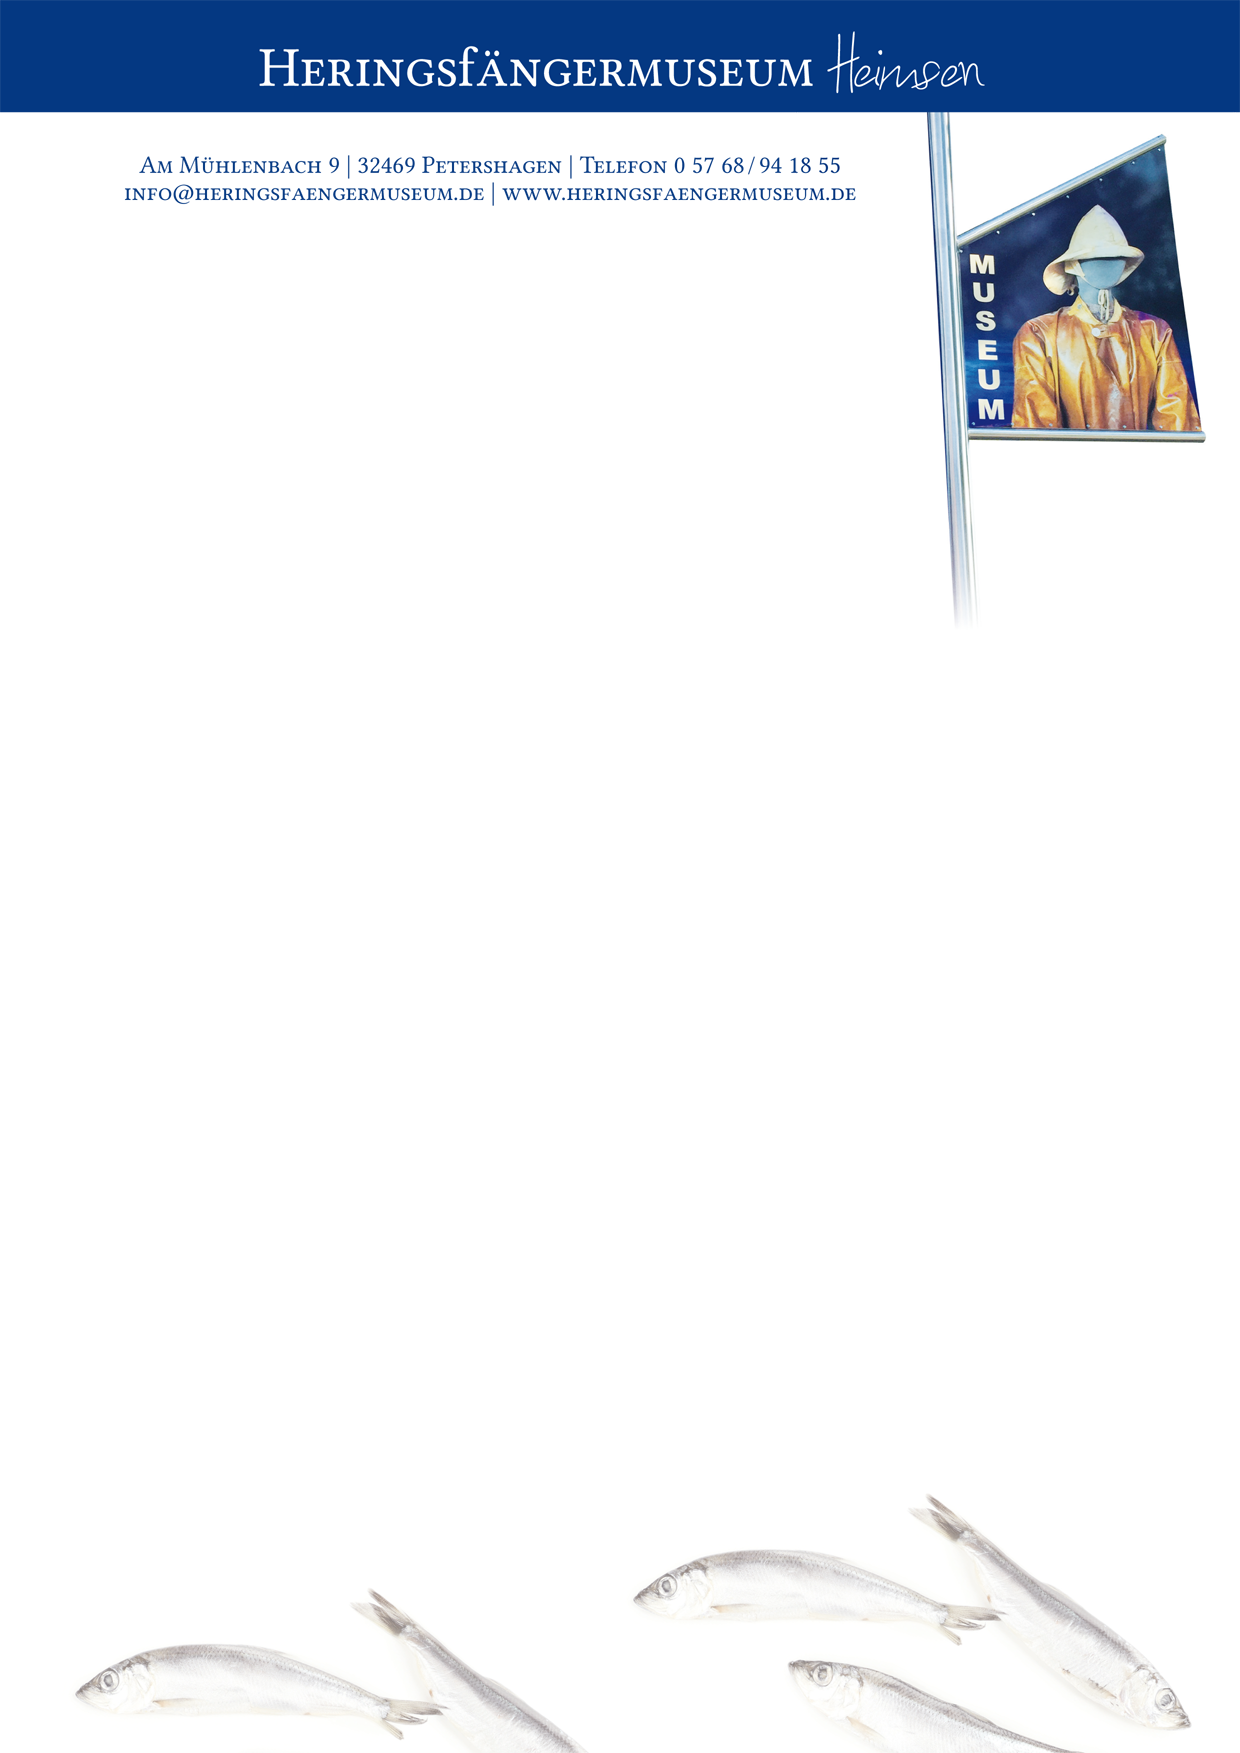 Heringsfängermuseum Heimsen
Am Mühlenbach 9 | 32469 Petershagen | Telefon 0 57 68 / 94 18 55
info@heringsfaengermuseum.de | www.heringsfaengermuseum.de
MUSEUM